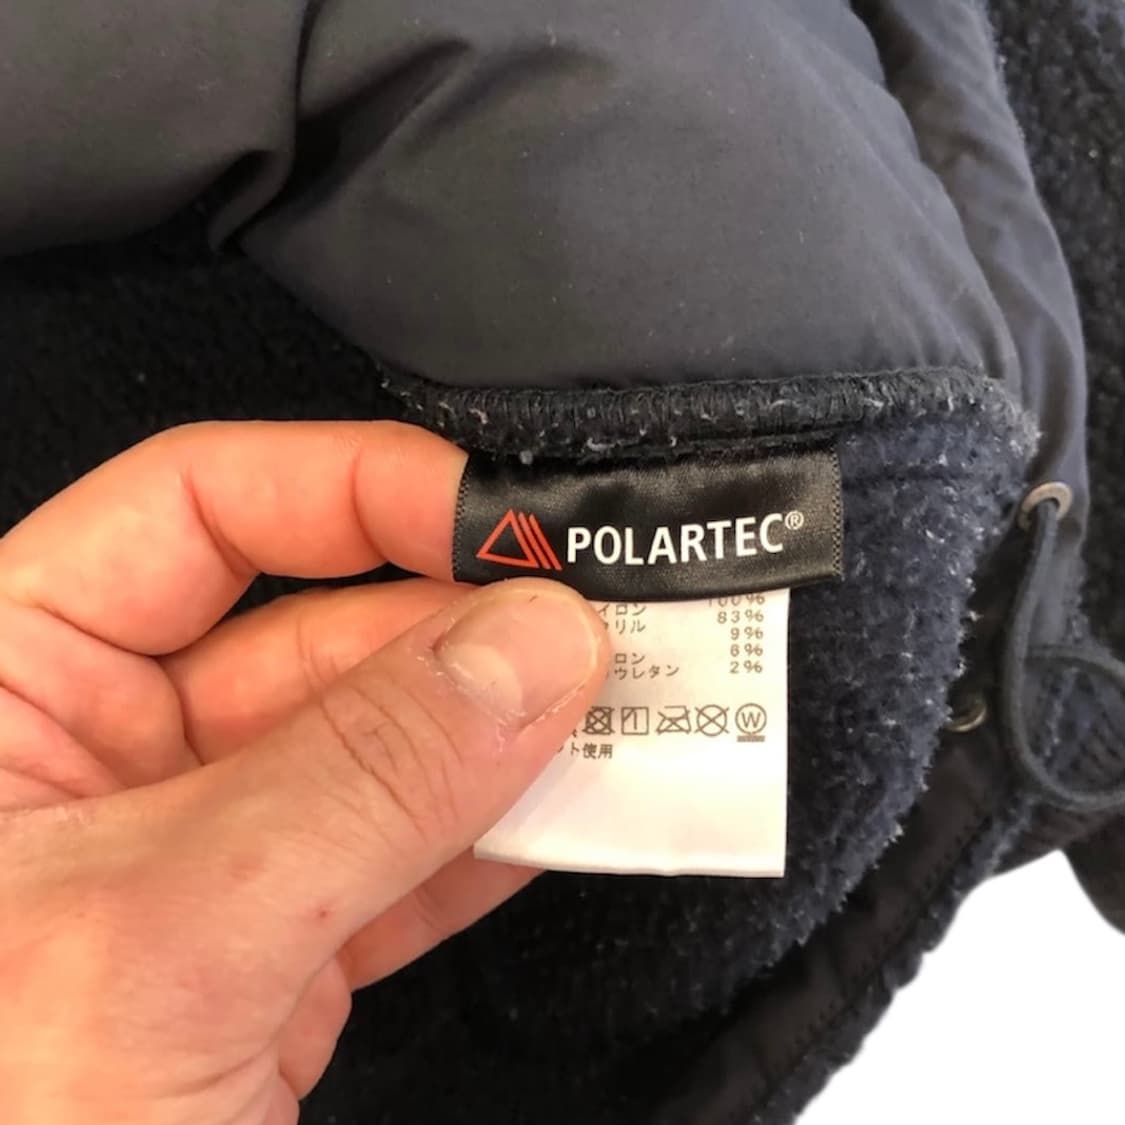 POLARTEC®
イロン 100%
リル 83%
9%
ロン 6%
ウレタン 2%
W
ト使用